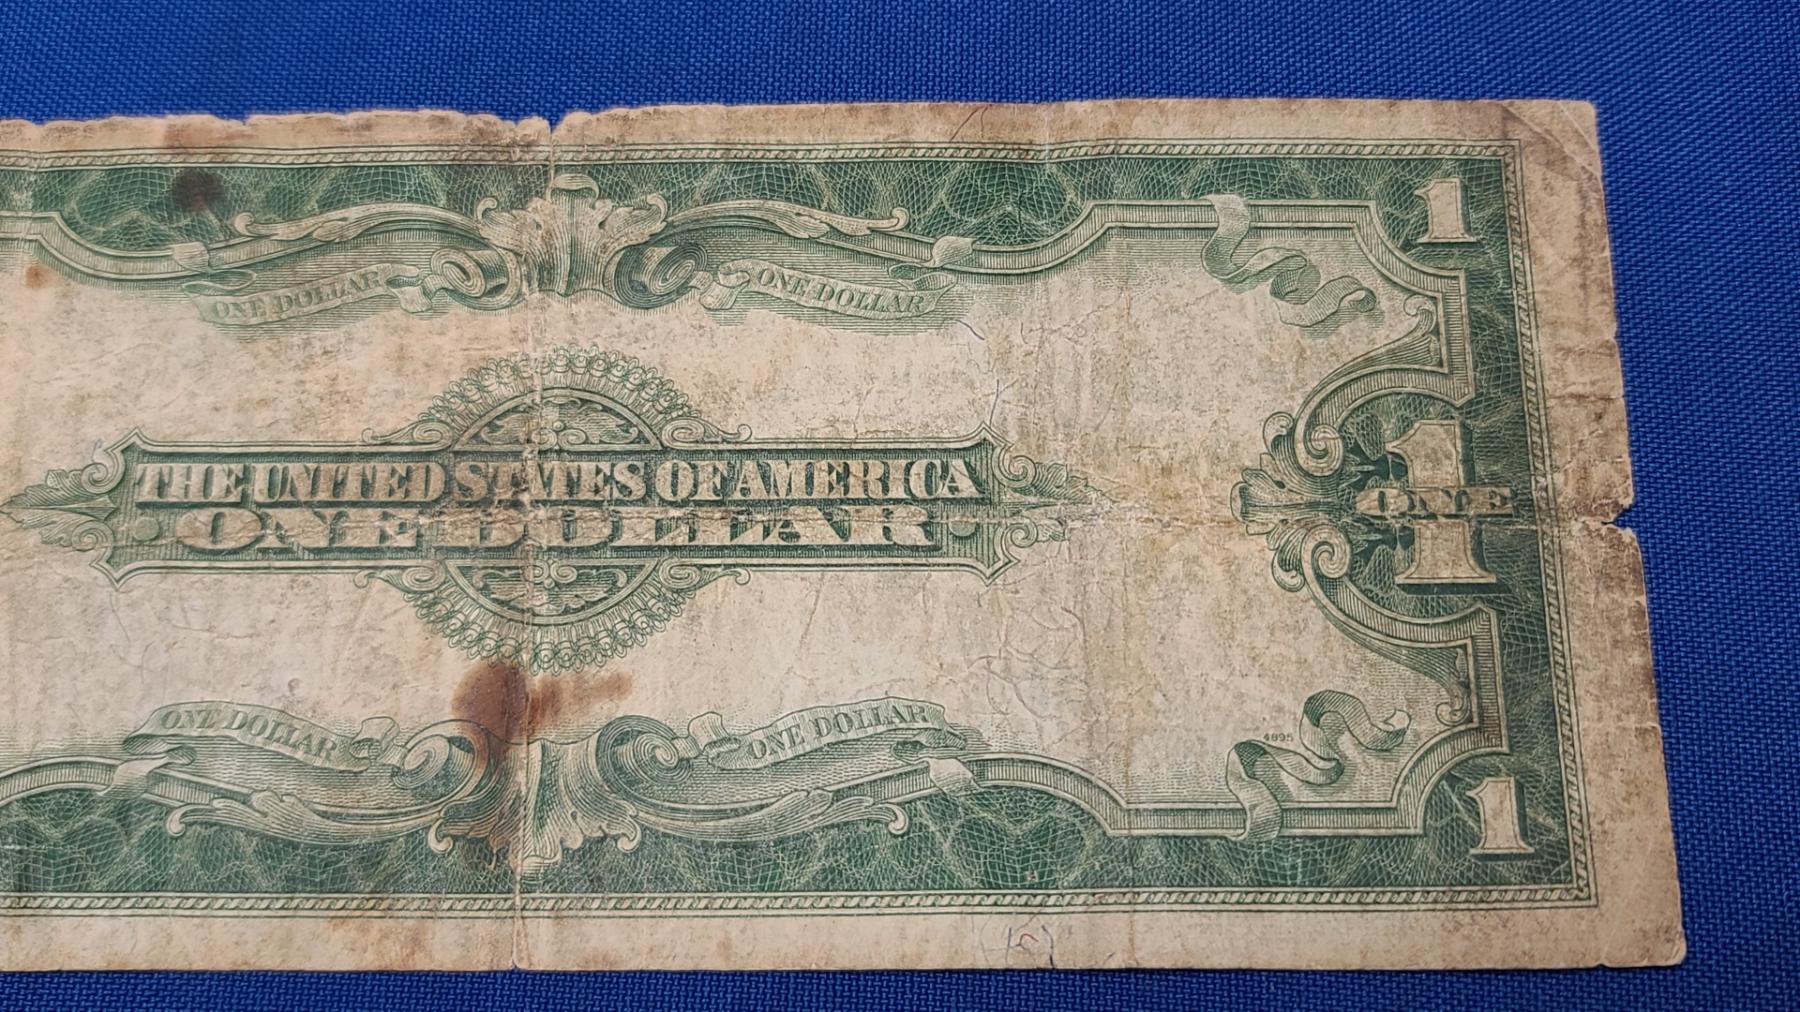 1
ONE DOLLAR ONE DOLLAR
THE UNITED STATES OF AMERICA
ONE DOLLAR
1
ONE
ONE DOLLAR ONE DOLLAR
4895
1